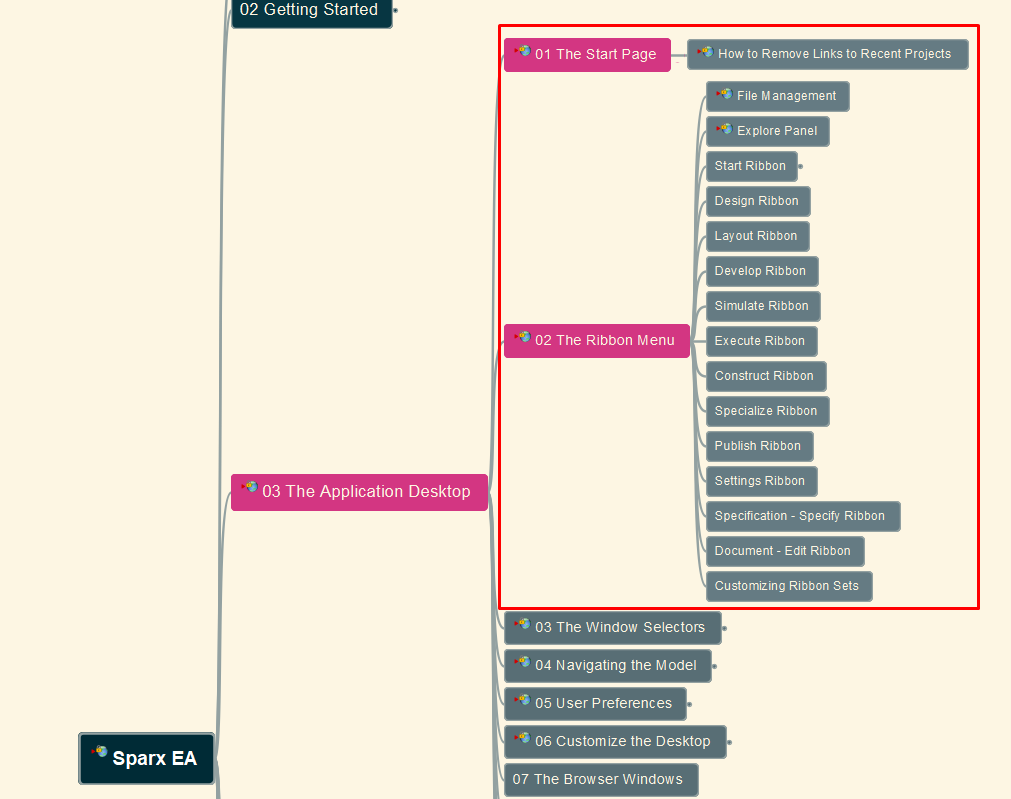 02 Getting Started
01 The Start Page
How to Remove Links to Recent Projects
File Management
Explore Panel
Start Ribbon
Design Ribbon
Layout Ribbon
Develop Ribbon
Simulate Ribbon
02 The Ribbon Menu
Execute Ribbon
Construct Ribbon
Specialize Ribbon
Publish Ribbon
Settings Ribbon
03 The Application Desktop
Specification - Specify Ribbon
Document - Edit Ribbon
Customizing Ribbon Sets
03 The Window Selectors
04 Navigating the Model
05 User Preferences
06 Customize the Desktop
Sparx EA
07 The Browser Windows